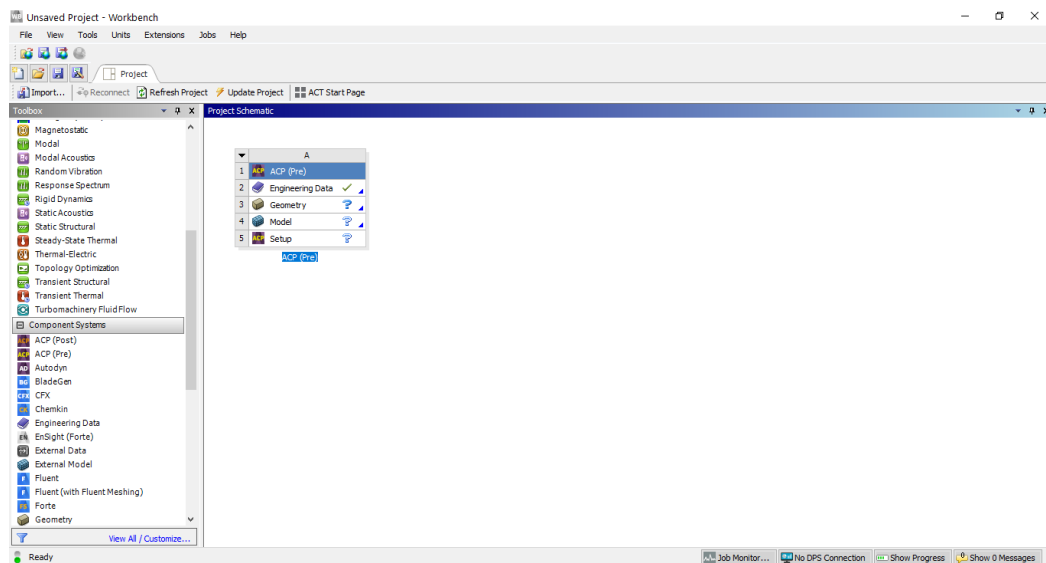 Unsaved Project - Workbench
File View Tools Units Extensions Jobs Help
Project
Import... Reconnect Refresh Project Update Project ACT Start Page
Toolbox
Project Schematic
Magnetostatic
Modal
Modal Acoustics
Random Vibration
Response Spectrum
Rigid Dynamics
Static Acoustics
Static Structural
Steady-State Thermal
Thermal-Electric
Topology Optimization
Transient Structural
Transient Thermal
Turbomachinery Fluid Flow
Component Systems
ACP (Post)
ACP (Pre)
Autodyn
BladeGen
CFX
Chemkin
Engineering Data
EnSight (Forte)
External Data
External Model
Fluent
Fluent (with Fluent Meshing)
Forte
Geometry
View All / Customize...
A
1 ACP (Pre)
2 Engineering Data
3 Geometry ?
4 Model ?
5 Setup ?
ACP (Pre)
Ready
Job Monitor... No DPS Connection Show Progress Show 0 Messages